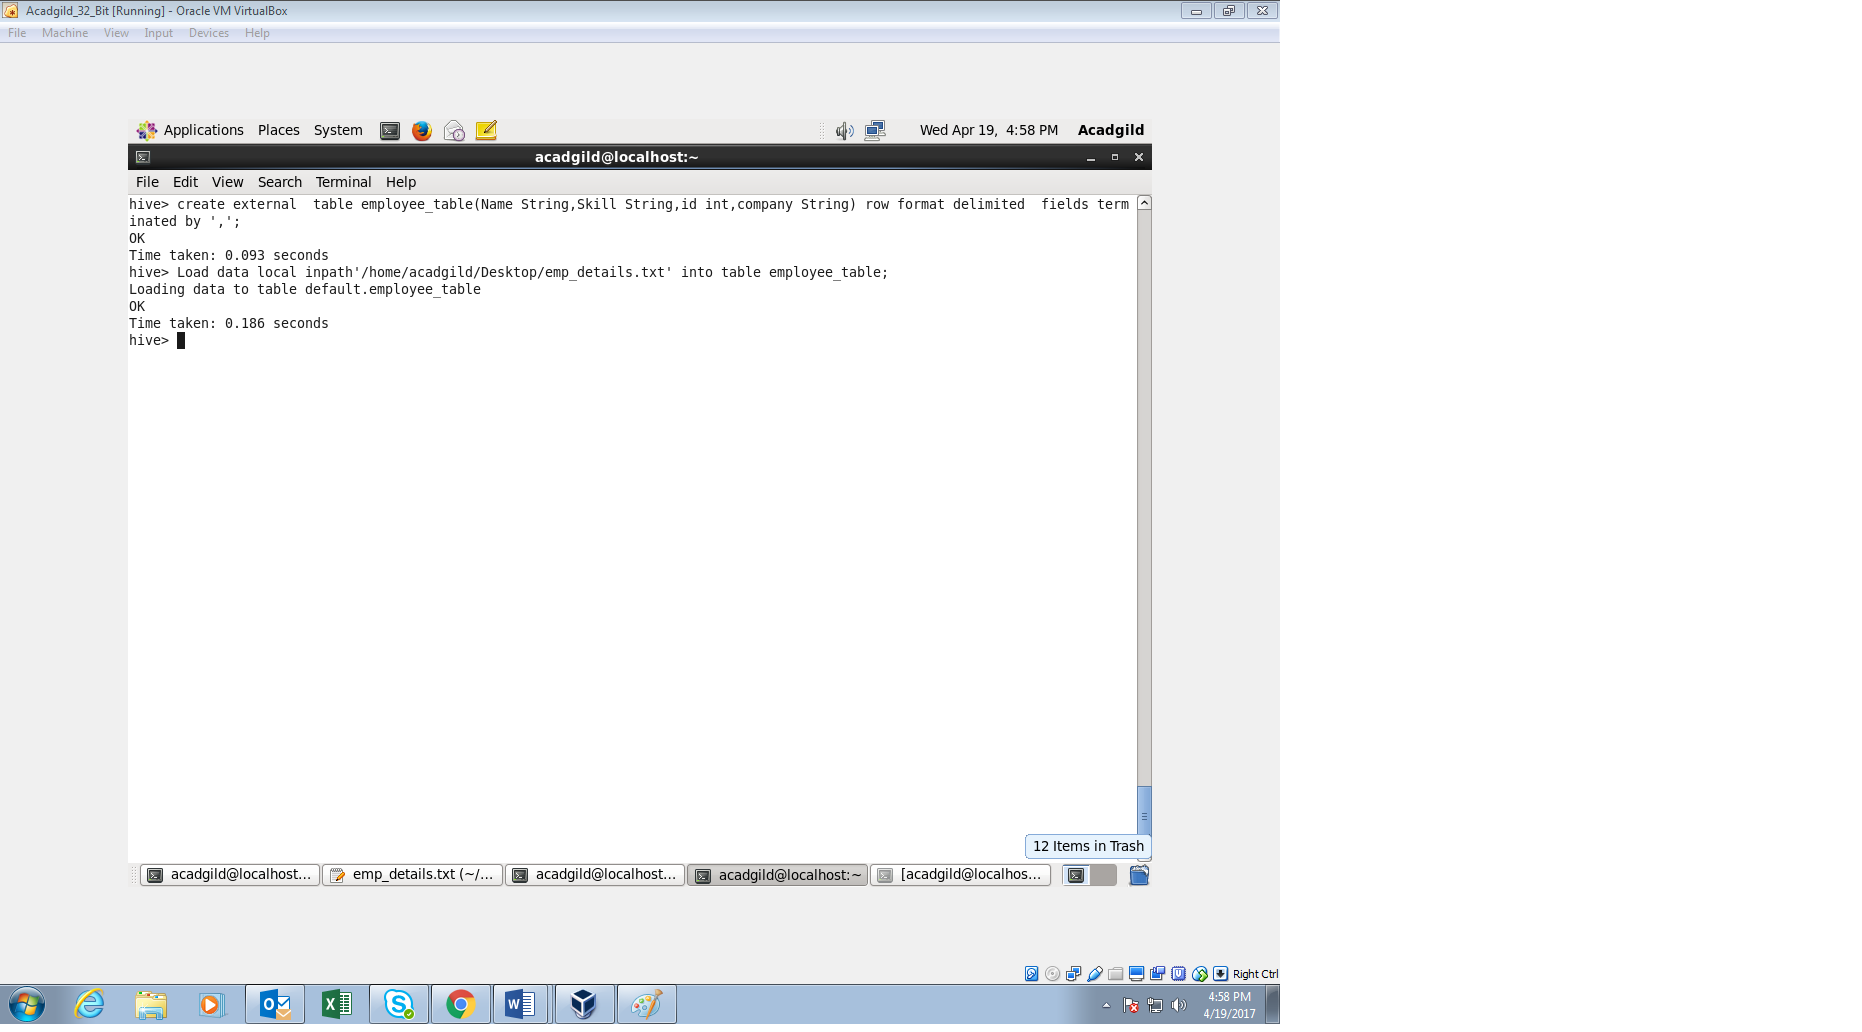 Acadgild_32_Bit [Running] - Oracle VM VirtualBox
File Machine View Input Devices Help
Applications Places System Wed Apr 19, 4:58 PM Acadgild
acadgild@localhost:~
File Edit View Search Terminal Help
hive> create external  table employee_table(Name String,Skill String,id int,company String) row format delimited  fields term
inated by ',';
OK
Time taken: 0.093 seconds
hive> Load data local inpath'/home/acadgild/Desktop/emp_details.txt' into table employee_table;
Loading data to table default.employee_table
OK
Time taken: 0.186 seconds
hive>
12 Items in Trash
acadgild@localhost... emp_details.txt (~/... acadgild@localhost... acadgild@localhost:~ [acadgild@localhos...
Right Ctrl
4:58 PM
4/19/2017